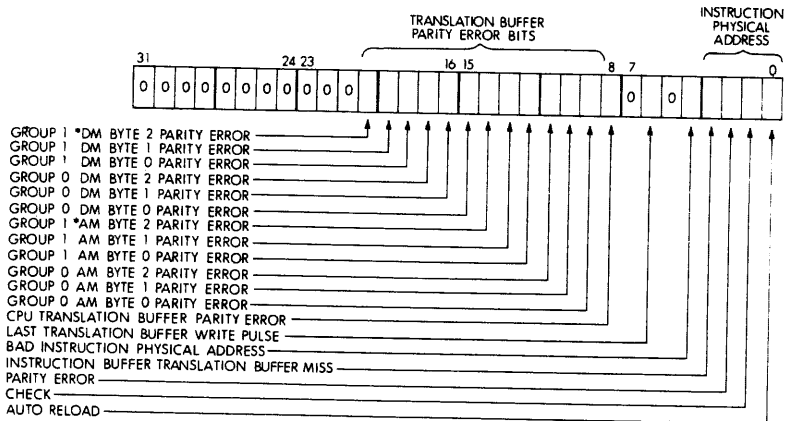 TRANSLATION BUFFER
PARITY ERROR BITS
INSTRUCTION
PHYSICAL
ADDRESS
31 24 23 16 15 8 7 0
0 0 0 0 0 0 0 0 0 0 0 0 0
GROUP 1 *DM BYTE 2 PARITY ERROR
GROUP 1 DM BYTE 1 PARITY ERROR
GROUP 1 DM BYTE 0 PARITY ERROR
GROUP 0 DM BYTE 2 PARITY ERROR
GROUP 0 DM BYTE 1 PARITY ERROR
GROUP 0 DM BYTE 0 PARITY ERROR
GROUP 1 *AM BYTE 2 PARITY ERROR
GROUP 1 AM BYTE 1 PARITY ERROR
GROUP 1 AM BYTE 0 PARITY ERROR
GROUP 0 AM BYTE 2 PARITY ERROR
GROUP 0 AM BYTE 1 PARITY ERROR
GROUP 0 AM BYTE 0 PARITY ERROR
CPU TRANSLATION BUFFER PARITY ERROR
LAST TRANSLATION BUFFER WRITE PULSE
BAD INSTRUCTION PHYSICAL ADDRESS
INSTRUCTION BUFFER TRANSLATION BUFFER MISS
PARITY ERROR
CHECK
AUTO RELOAD